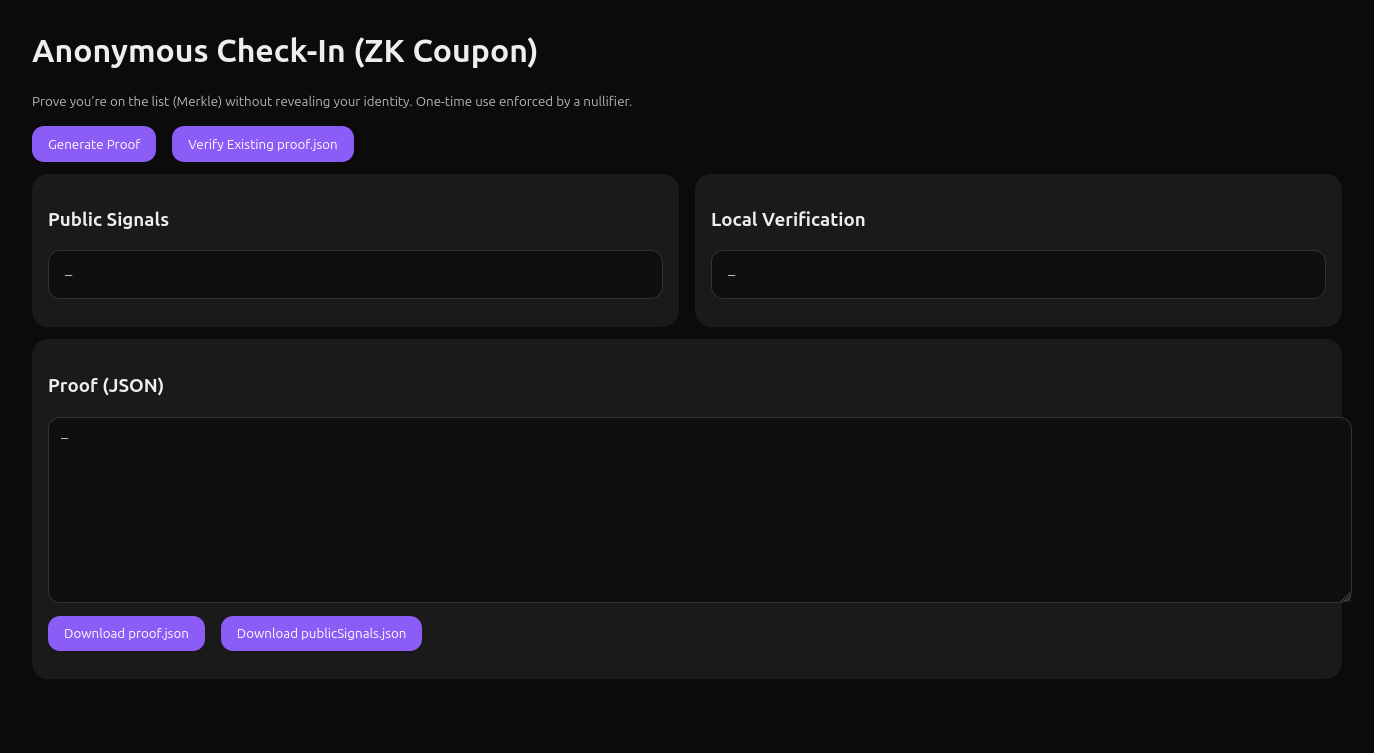 Anonymous Check-In (ZK Coupon)
Prove you’re on the list (Merkle) without revealing your identity. One-time use enforced by a nullifier.
Generate Proof
Verify Existing proof.json
Public Signals
–
Local Verification
–
Proof (JSON)
–
Download proof.json
Download publicSignals.json